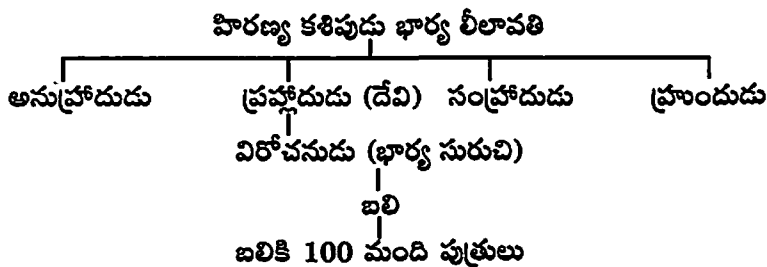 హిరణ్య కశిపుడు భార్య లీలావతి
అనుహ్రాదుడు ప్రహ్లాదుడు (దేవి) సంహ్రాదుడు హ్రుందుడు
విరోచనుడు (భార్య సురుచి)
బలి
బలికి 100 మంది పుత్రులు